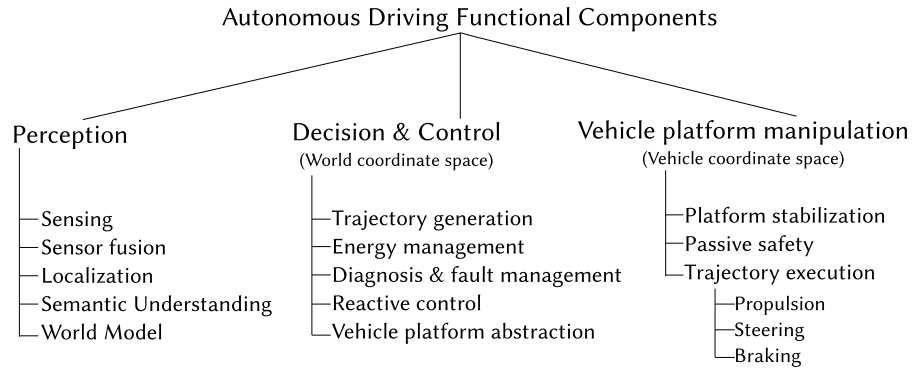 Autonomous Driving Functional Components
Perception
Sensing
Sensor fusion
Localization
Semantic Understanding
World Model
Decision & Control
(World coordinate space)
Trajectory generation
Energy management
Diagnosis & fault management
Reactive control
Vehicle platform abstraction
Vehicle platform manipulation
(Vehicle coordinate space)
Platform stabilization
Passive safety
Trajectory execution
Propulsion
Steering
Braking